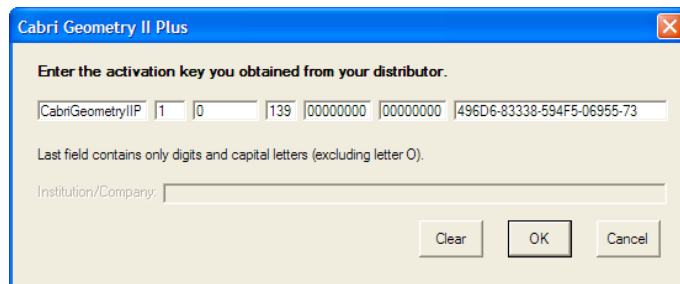 Cabri Geometry II Plus
Enter the activation key you obtained from your distributor.
CabriGeometryIIP 1 0 139 00000000 00000000 496D6-83338-594F5-06955-73
Last field contains only digits and capital letters (excluding letter O).
Institution/Company:
Clear OK Cancel